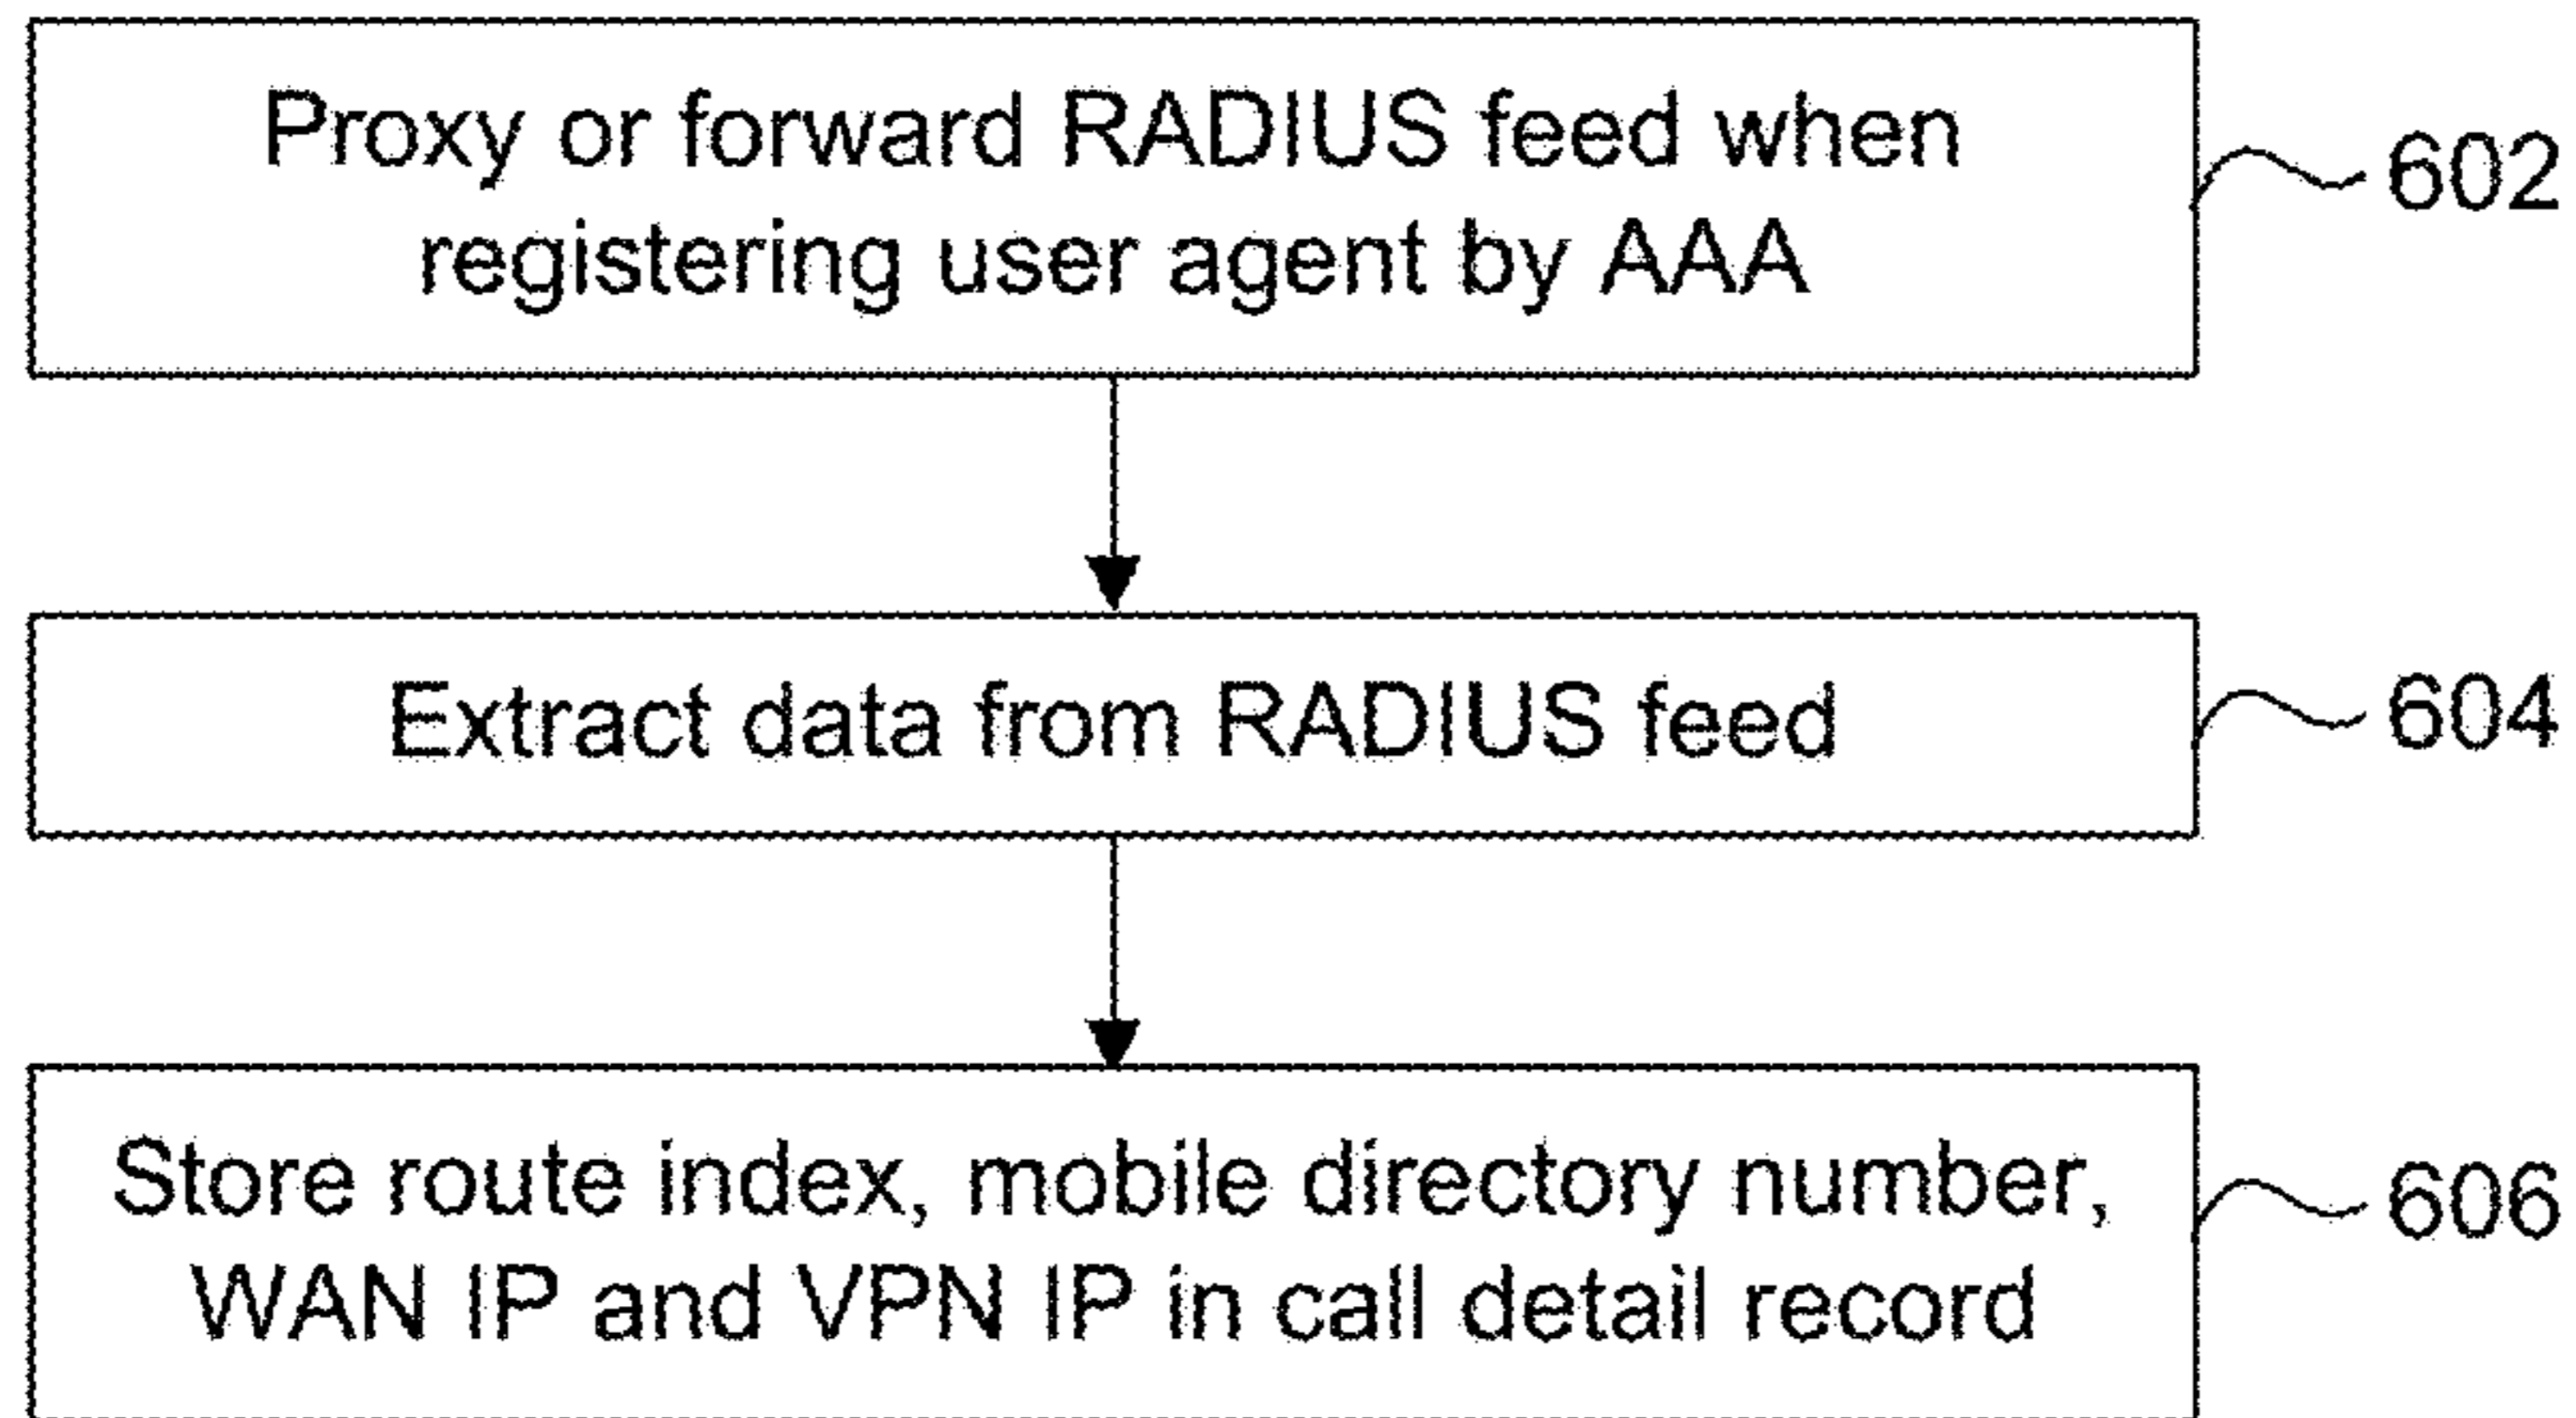 Proxy or forward RADIUS feed when
registering user agent by AAA
602
Extract data from RADIUS feed
604
Store route index, mobile directory number,
WAN IP and VPN IP in call detail record
606